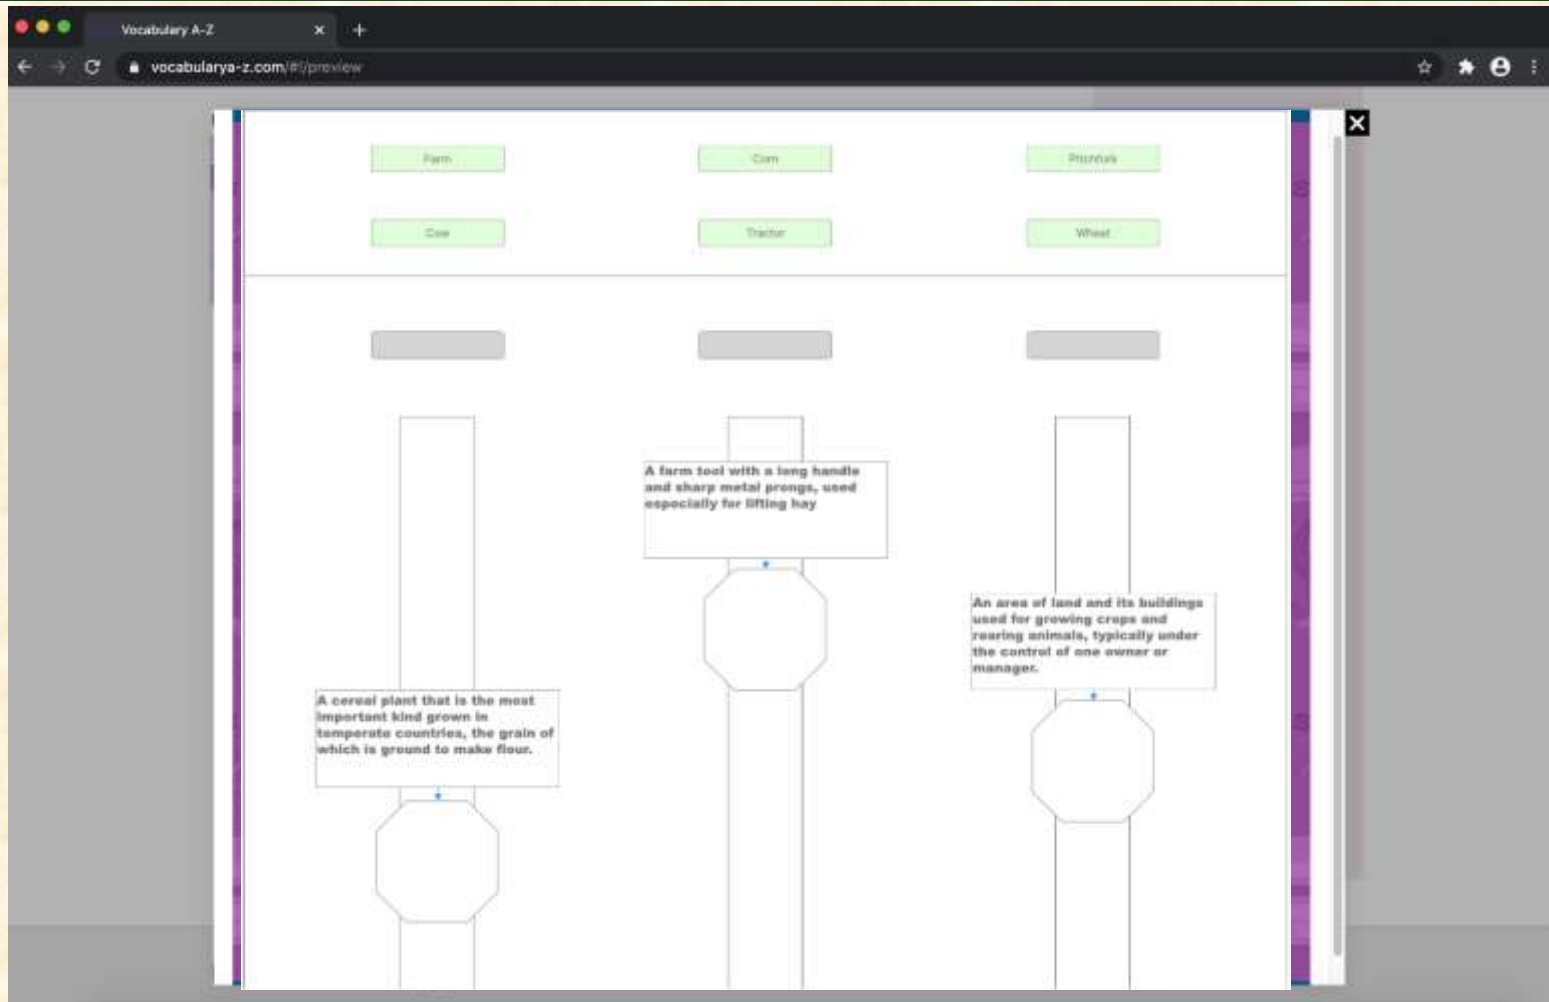 Vocabulary A-Z
vocabularya-z.com/#!/preview
Farm
Corn
Pitchfork
Cow
Tractor
Wheat
A farm tool with a long handle
and sharp metal prongs, used
especially for lifting hay
An area of land and its buildings
used for growing crops and
rearing animals, typically under
the control of one owner or
manager.
A cereal plant that is the most
important kind grown in
temperate countries, the grain of
which is ground to make flour.